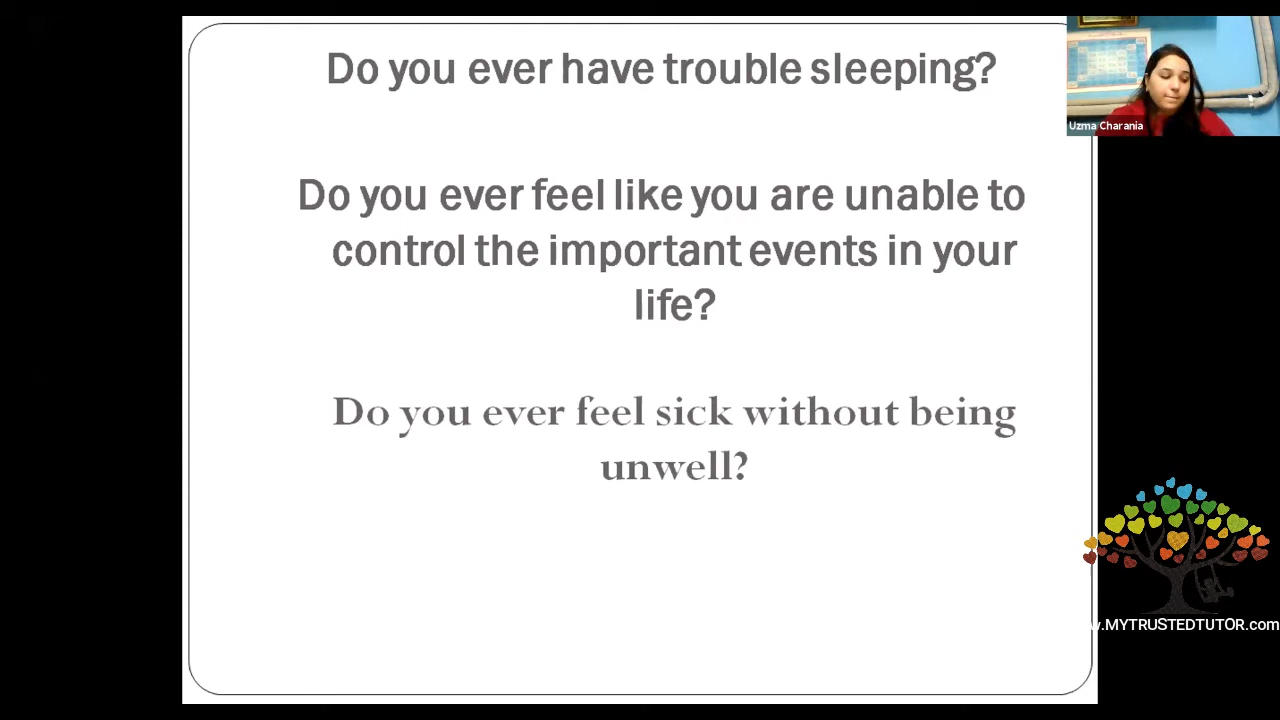 Do you ever have trouble sleeping?
Do you ever feel like you are unable to
control the important events in your
life?
Do you ever feel sick without being
unwell?
Uzma Charania
.MYTRUSTEDTUTOR.com